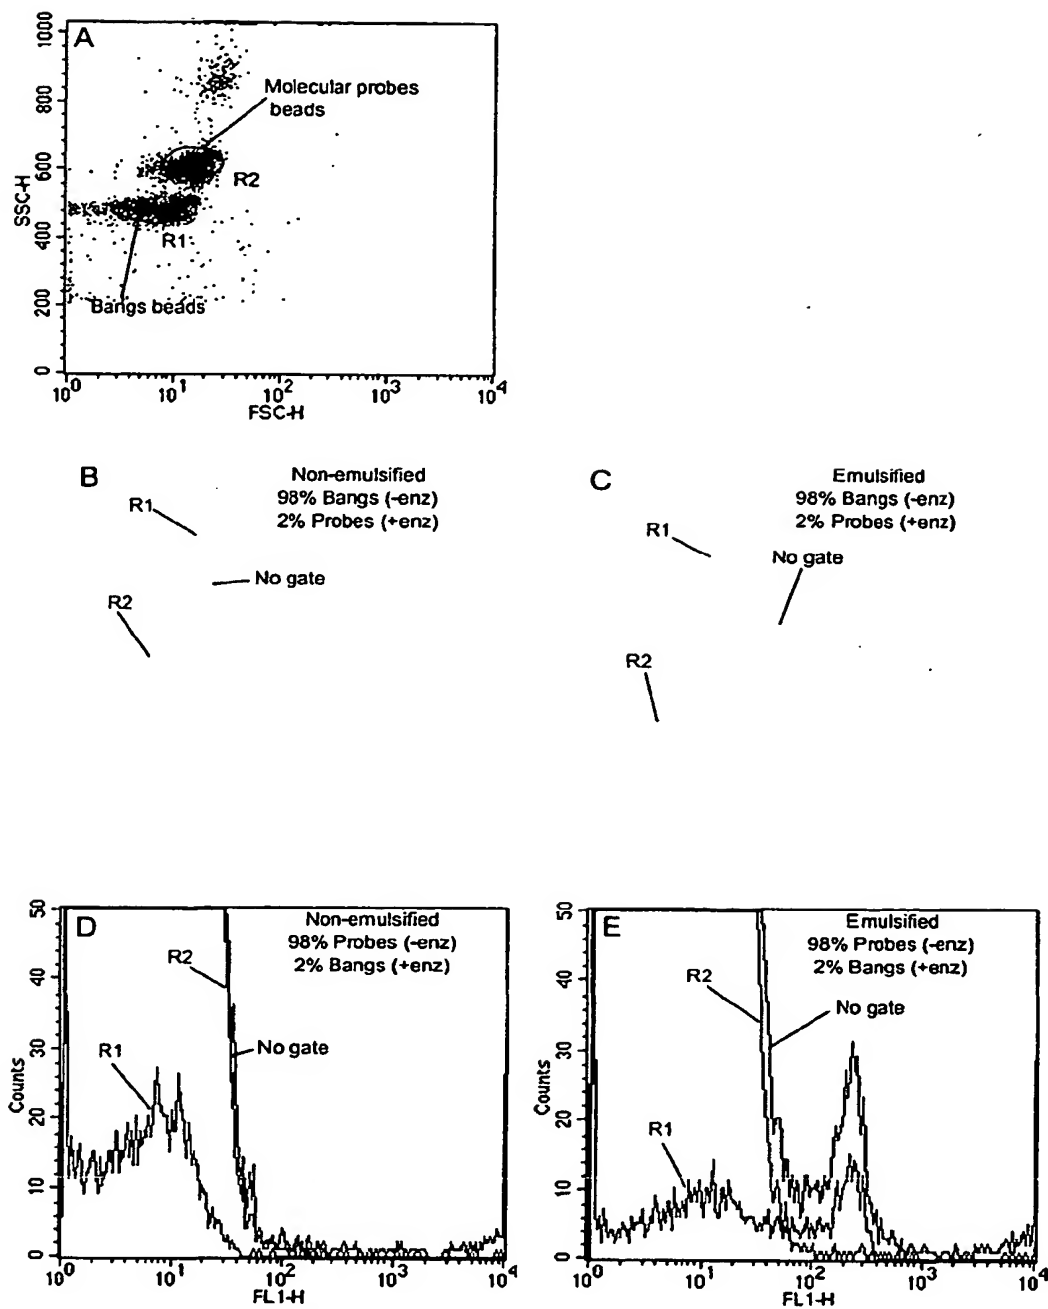 A
1000
800
600
400
200
0
SSC-H
Molecular probes
beads
R2
R1
Bangs beads
10^0 10^1 10^2 10^3 10^4
FSC-H
B
Non-emulsified
98% Bangs (-enz)
2% Probes (+enz)
R1
No gate
R2
C
Emulsified
98% Bangs (-enz)
2% Probes (+enz)
R1
No gate
R2
D
Non-emulsified
98% Probes (-enz)
2% Bangs (+enz)
R2
No gate
R1
50
40
30
20
10
0
Counts
10^0 10^1 10^2 10^3 10^4
FL1-H
E
Emulsified
98% Probes (-enz)
2% Bangs (+enz)
R2
No gate
R1
50
40
30
20
10
0
Counts
10^0 10^1 10^2 10^3 10^4
FL1-H